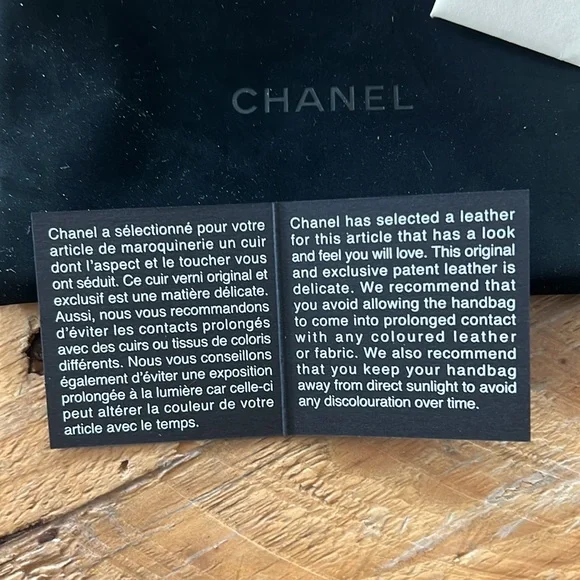 CHANEL
Chanel a sélectionné pour votre
article de maroquinerie un cuir
dont l'aspect et le toucher vous
ont séduit. Ce cuir verni original et
exclusif est une matière délicate.
Aussi, nous vous recommandons
d'éviter les contacts prolongés
avec des cuirs ou tissus de coloris
différents. Nous vous conseillons
également d'éviter une exposition
prolongée à la lumière car celle-ci
peut altérer la couleur de votre
article avec le temps.
Chanel has selected a leather
for this article that has a look
and feel you will love. This original
and exclusive patent leather is
delicate. We recommend that
you avoid allowing the handbag
to come into prolonged contact
with any coloured leather
or fabric. We also recommend
that you keep your handbag
away from direct sunlight to avoid
any discolouration over time.